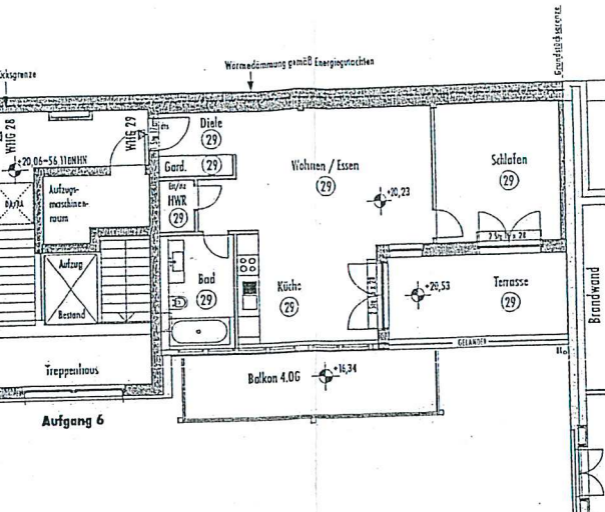 Wärmedämmung gemäß Energiegutachten
Grundstücksgrenze
ücksgrenze
WHG 28
WHG 29
+20,06=56,11üNHN
Diele
29
Gard. 29
HWR
29
Wohnen / Essen
29
+20,23
Schlafen
29
Aufzugs-
maschinen-
raum
Aufzug
Bestand
Bad
29
Küche
29
+20,53
Terrasse
29
GELÄNDER
Brandwand
Treppenhaus
Balkon 4.OG
+16,34
Aufgang 6